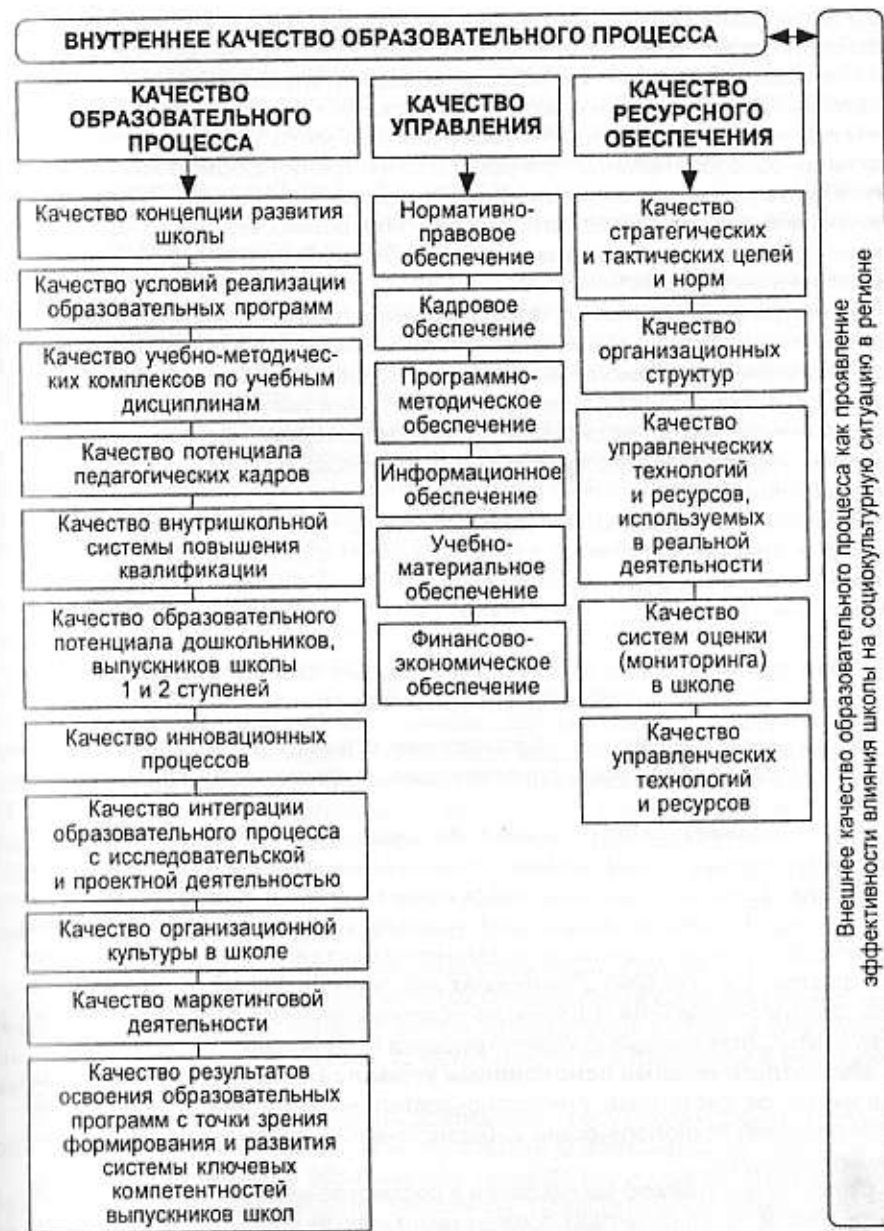 ВНУТРЕННЕЕ КАЧЕСТВО ОБРАЗОВАТЕЛЬНОГО ПРОЦЕССА
КАЧЕСТВО
ОБРАЗОВАТЕЛЬНОГО
ПРОЦЕССА
Качество концепции развития
школы
Качество условий реализации
образовательных программ
Качество учебно-методичес-
ких комплексов по учебным
дисциплинам
Качество потенциала
педагогических кадров
Качество внутришкольной
системы повышения
квалификации
Качество образовательного
потенциала дошкольников,
выпускников школы
1 и 2 ступеней
Качество инновационных
процессов
Качество интеграции
образовательного процесса
с исследовательской
и проектной деятельностью
Качество организационной
культуры в школе
Качество маркетинговой
деятельности
Качество результатов
освоения образовательных
программ с точки зрения
формирования и развития
системы ключевых
компетентностей
выпускников школ
КАЧЕСТВО
УПРАВЛЕНИЯ
Нормативно-
правовое
обеспечение
Кадровое
обеспечение
Программно-
методическое
обеспечение
Информационное
обеспечение
Учебно-
материальное
обеспечение
Финансово-
экономическое
обеспечение
КАЧЕСТВО
РЕСУРСНОГО
ОБЕСПЕЧЕНИЯ
Качество
стратегических
и тактических целей
и норм
Качество
организационных
структур
Качество
управленческих
технологий
и ресурсов,
используемых
в реальной
деятельности
Качество
систем оценки
(мониторинга)
в школе
Качество
управленческих
технологий
и ресурсов
Внешнее качество образовательного процесса как проявление
эффективности влияния школы на социокультурную ситуацию в регионе